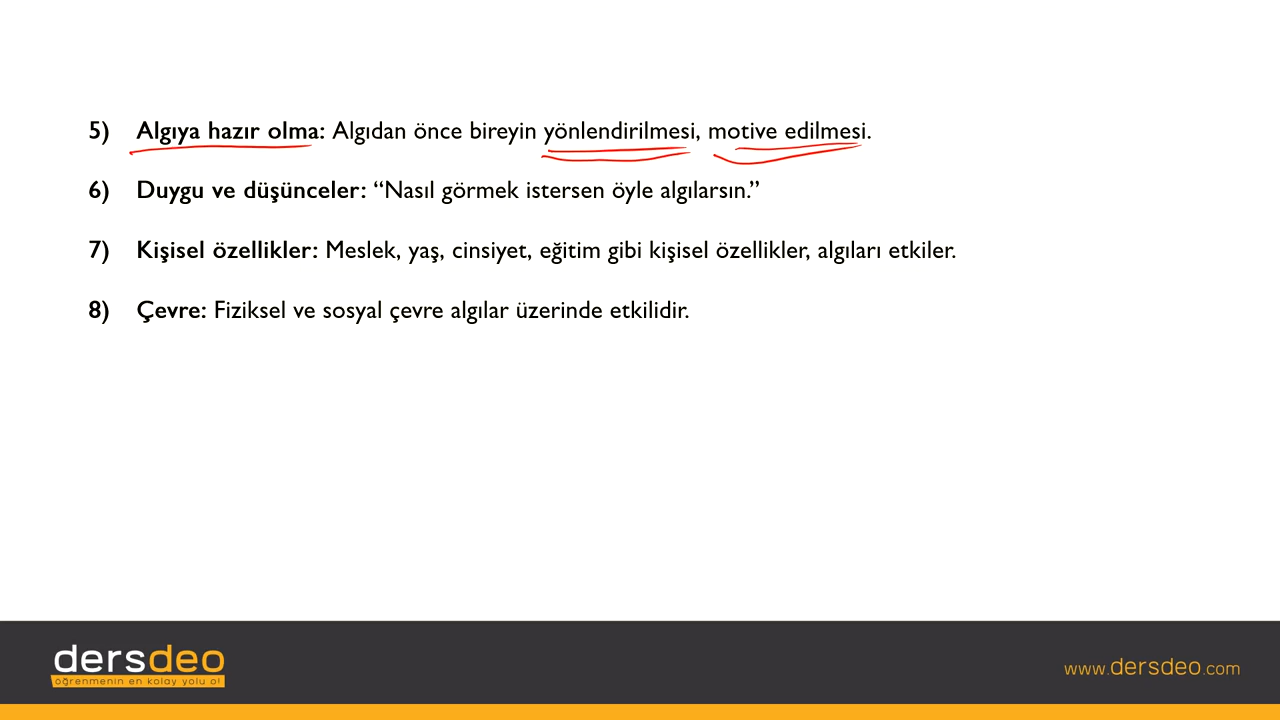 5) Algıya hazır olma: Algıdan önce bireyin yönlendirilmesi, motive edilmesi.
6) Duygu ve düşünceler: “Nasıl görmek istersen öyle algılarsın.”
7) Kişisel özellikler: Meslek, yaş, cinsiyet, eğitim gibi kişisel özellikler, algıları etkiler.
8) Çevre: Fiziksel ve sosyal çevre algılar üzerinde etkilidir.
dersdeo
öğrenmenin en kolay yolu o!
www.dersdeo.com